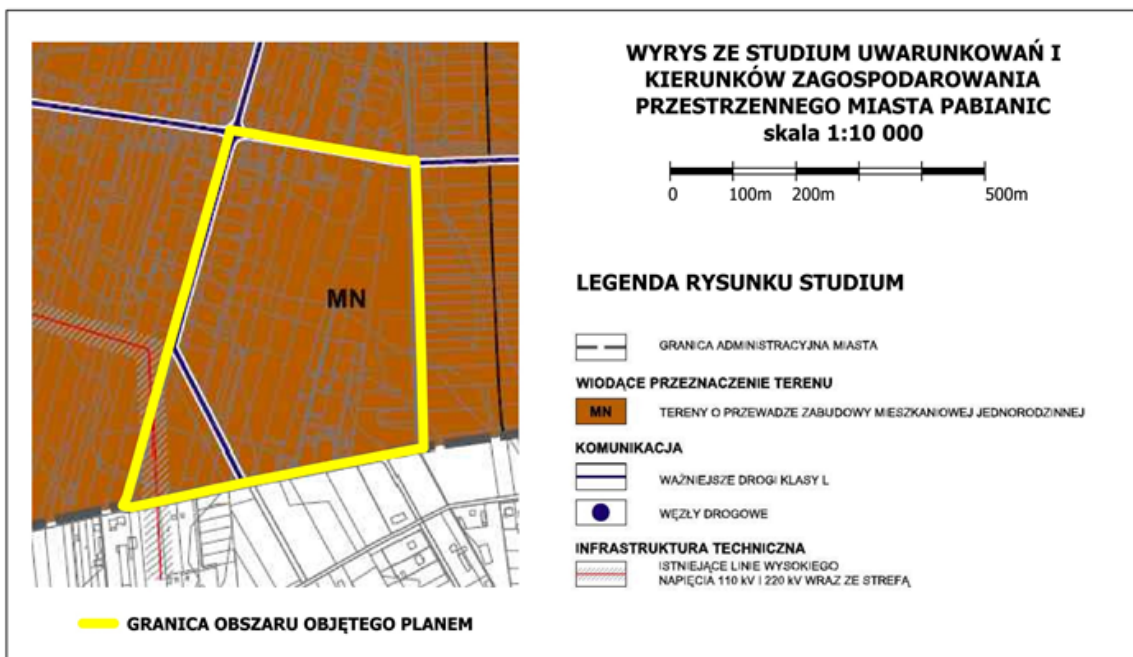 WYRYS ZE STUDIUM UWARUNKOWAŃ I
KIERUNKÓW ZAGOSPODAROWANIA
PRZESTRZENNEGO MIASTA PABIANIC
skala 1:10 000
0 100m 200m 500m
MN
LEGENDA RYSUNKU STUDIUM
GRANICA ADMINISTRACYJNA MIASTA
WIODĄCE PRZEZNACZENIE TERENU
MN TERENY O PRZEWADZE ZABUDOWY MIESZKANIOWEJ JEDNORODZINNEJ
KOMUNIKACJA
WAŻNIEJSZE DROGI KLASY L
WĘZŁY DROGOWE
INFRASTRUKTURA TECHNICZNA
ISTNIEJĄCE LINIE WYSOKIEGO
NAPIĘCIA 110 kV I 220 kV WRAZ ZE STREFĄ
GRANICA OBSZARU OBJĘTEGO PLANEM